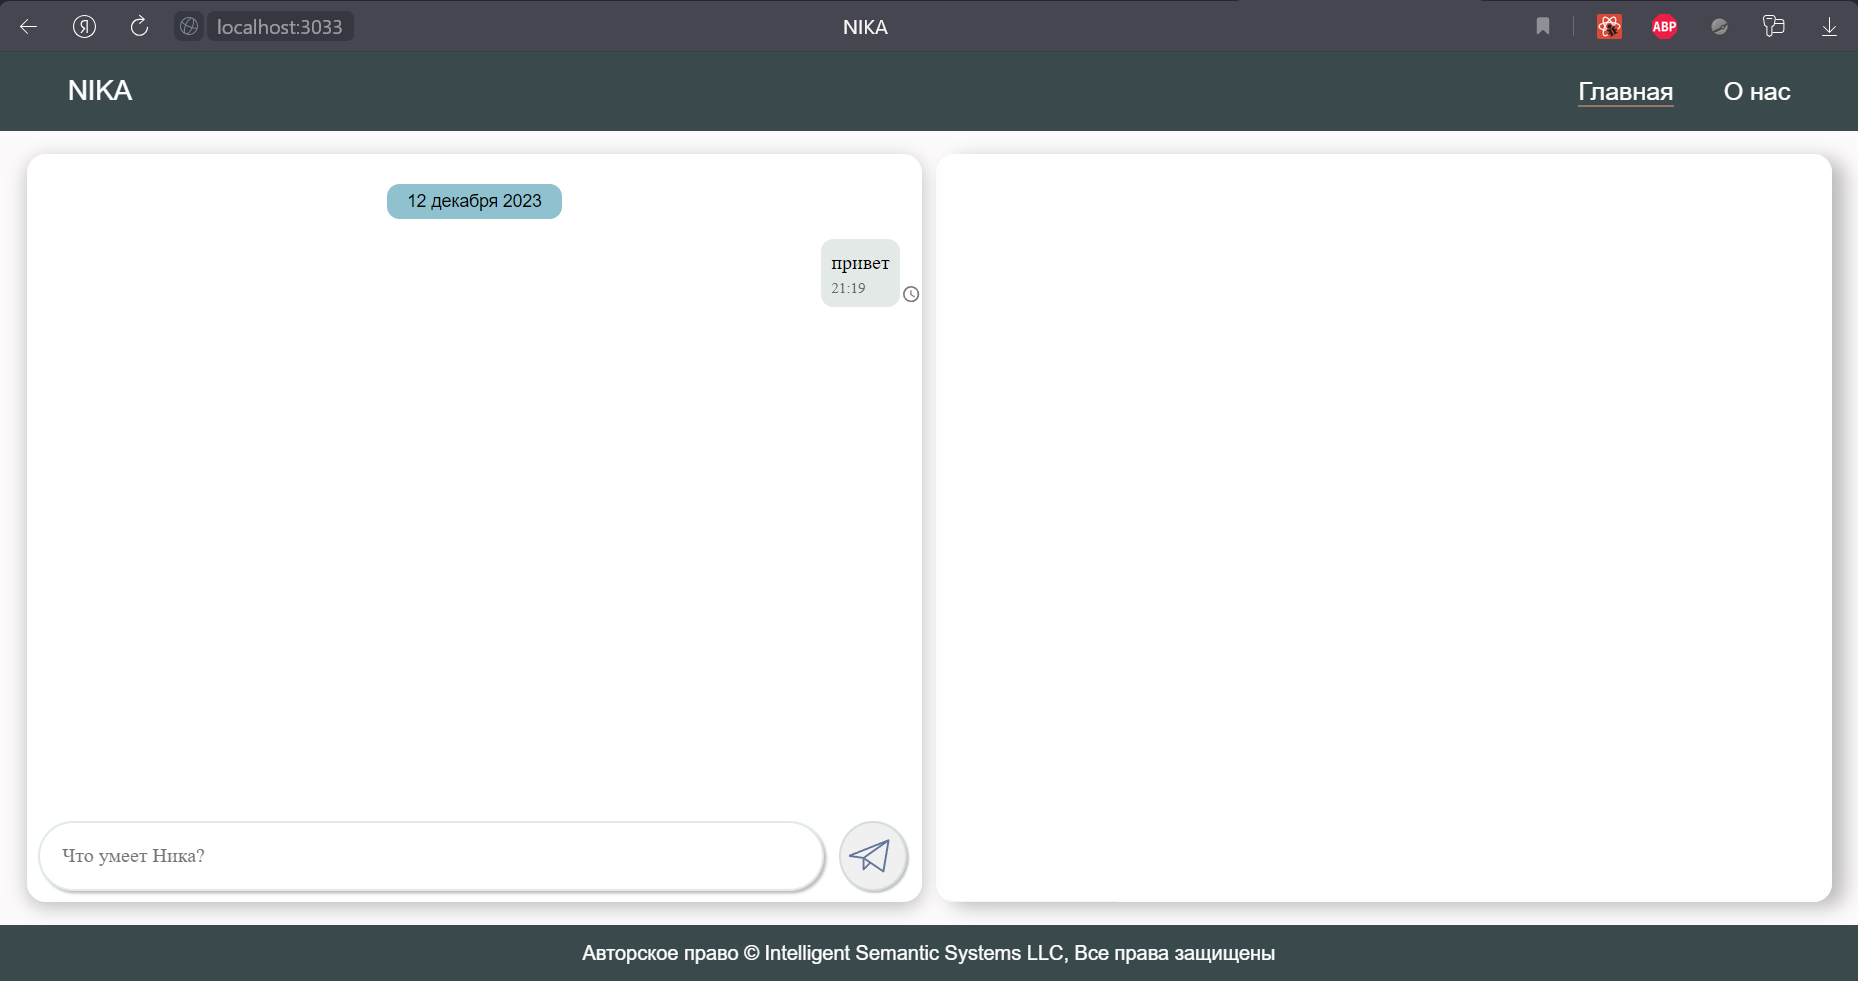 Я localhost:3033 NIKA ABP
NIKA Главная О нас
12 декабря 2023
привет
21:19
Что умеет Ника?
Авторское право © Intelligent Semantic Systems LLC, Все права защищены